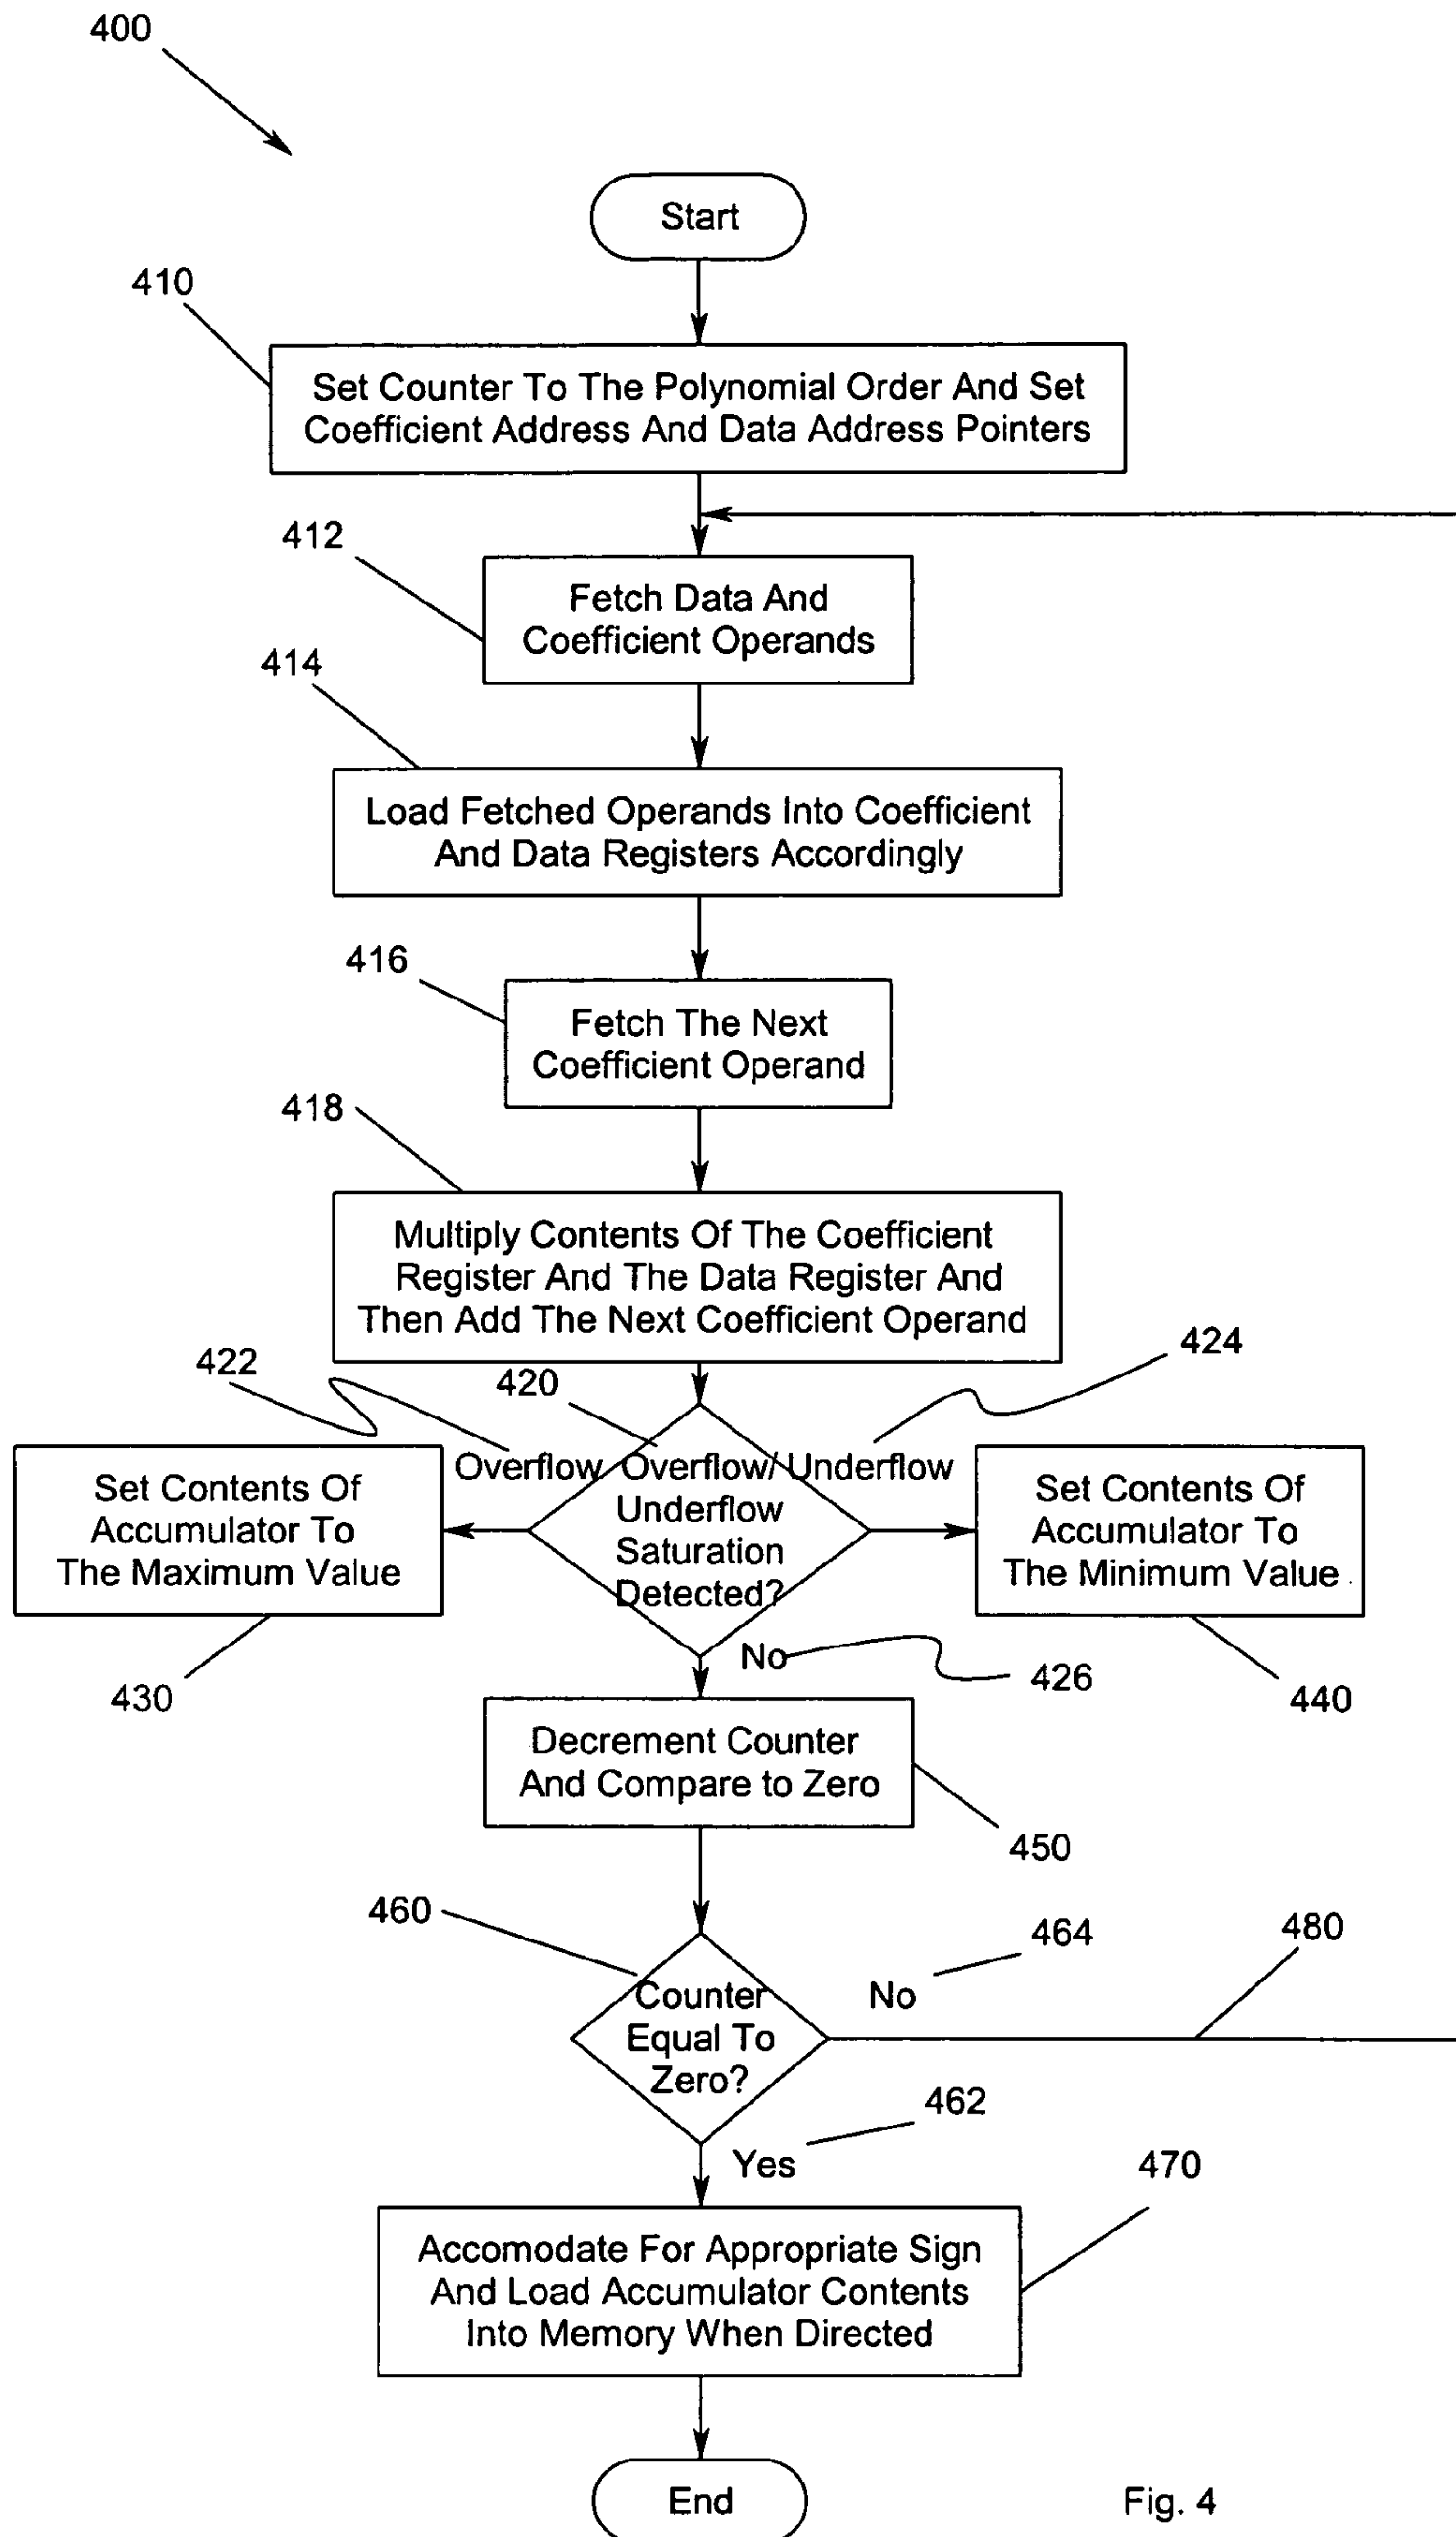 400
Start
410
Set Counter To The Polynomial Order And Set
Coefficient Address And Data Address Pointers
412
Fetch Data And
Coefficient Operands
414
Load Fetched Operands Into Coefficient
And Data Registers Accordingly
416
Fetch The Next
Coefficient Operand
418
Multiply Contents Of The Coefficient
Register And The Data Register And
Then Add The Next Coefficient Operand
422
420
424
Overflow
Overflow/
Underflow
Saturation
Detected?
Underflow
Set Contents Of
Accumulator To
The Maximum Value
Set Contents Of
Accumulator To
The Minimum Value
430
No
426
440
Decrement Counter
And Compare to Zero
450
460
Counter
Equal To
Zero?
No
464
480
Yes
462
470
Accomodate For Appropriate Sign
And Load Accumulator Contents
Into Memory When Directed
End
Fig. 4